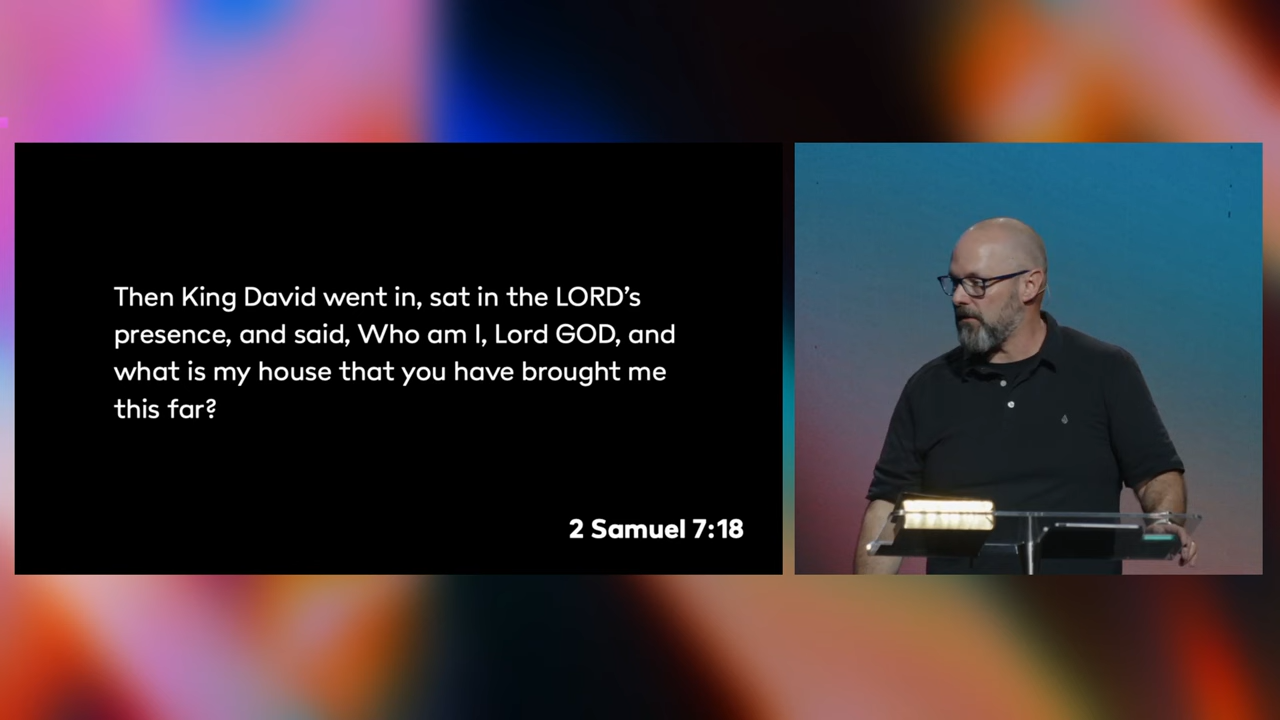 Then King David went in, sat in the LORD’s
presence, and said, Who am I, Lord GOD, and
what is my house that you have brought me
this far?
2 Samuel 7:18